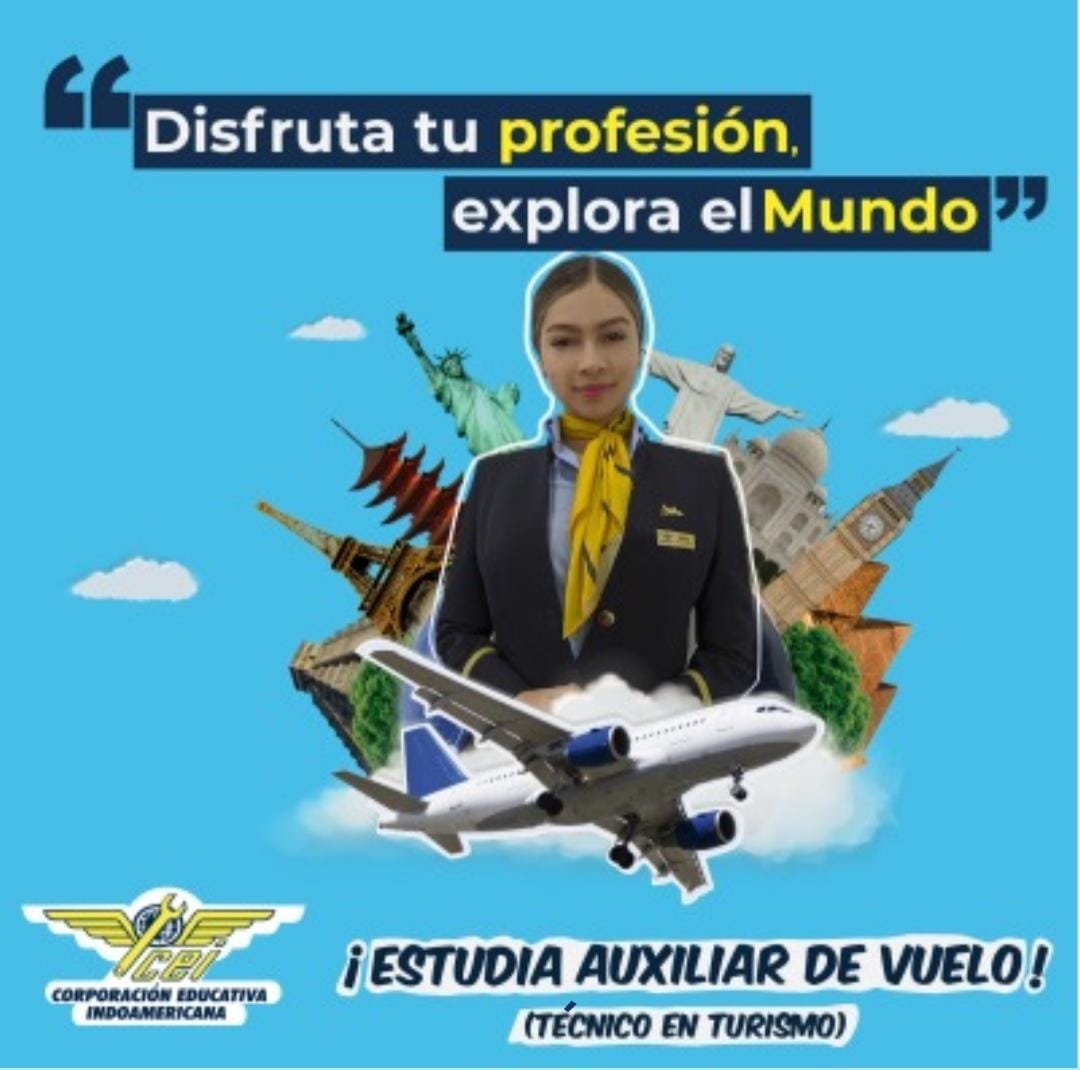 “Disfruta tu profesión,
explora el Mundo”
cei
CORPORACIÓN EDUCATIVA
INDOAMERICANA
¡ESTUDIA AUXILIAR DE VUELO!
(TÉCNICO EN TURISMO)